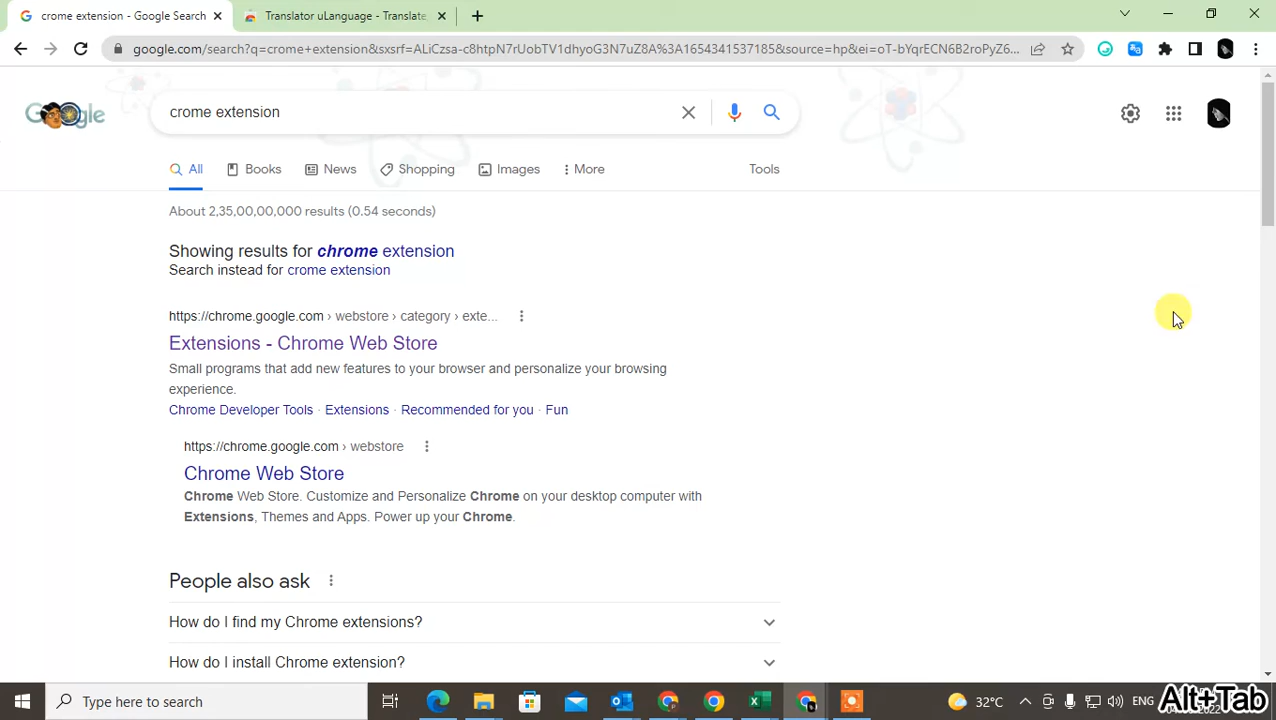 crome extension - Google Search
Translator uLanguage - Translate
google.com/search?q=crome+extension&sxsrf=ALiCzsa-c8htpN7rUobTV1dhyoG3N7uZ8A%3A1654341537185&source=hp&ei=oT-bYqrECN6B2roPyZ6...
crome extension
All
Books
News
Shopping
Images
More
Tools
About 2,35,00,00,000 results (0.54 seconds)
Showing results for chrome extension
Search instead for crome extension
https://chrome.google.com › webstore › category › exte...
Extensions - Chrome Web Store
Small programs that add new features to your browser and personalize your browsing
experience.
Chrome Developer Tools · Extensions · Recommended for you · Fun
https://chrome.google.com › webstore
Chrome Web Store
Chrome Web Store. Customize and Personalize Chrome on your desktop computer with
Extensions, Themes and Apps. Power up your Chrome.
People also ask
How do I find my Chrome extensions?
How do I install Chrome extension?
Type here to search
32°C
ENG
Alt+Tab